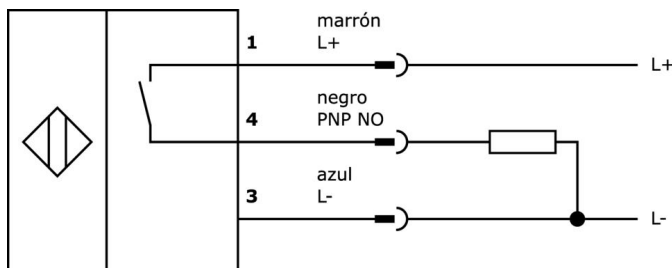 marrón
1 L+
L+
negro
4 PNP NO
azul
3 L-
L-